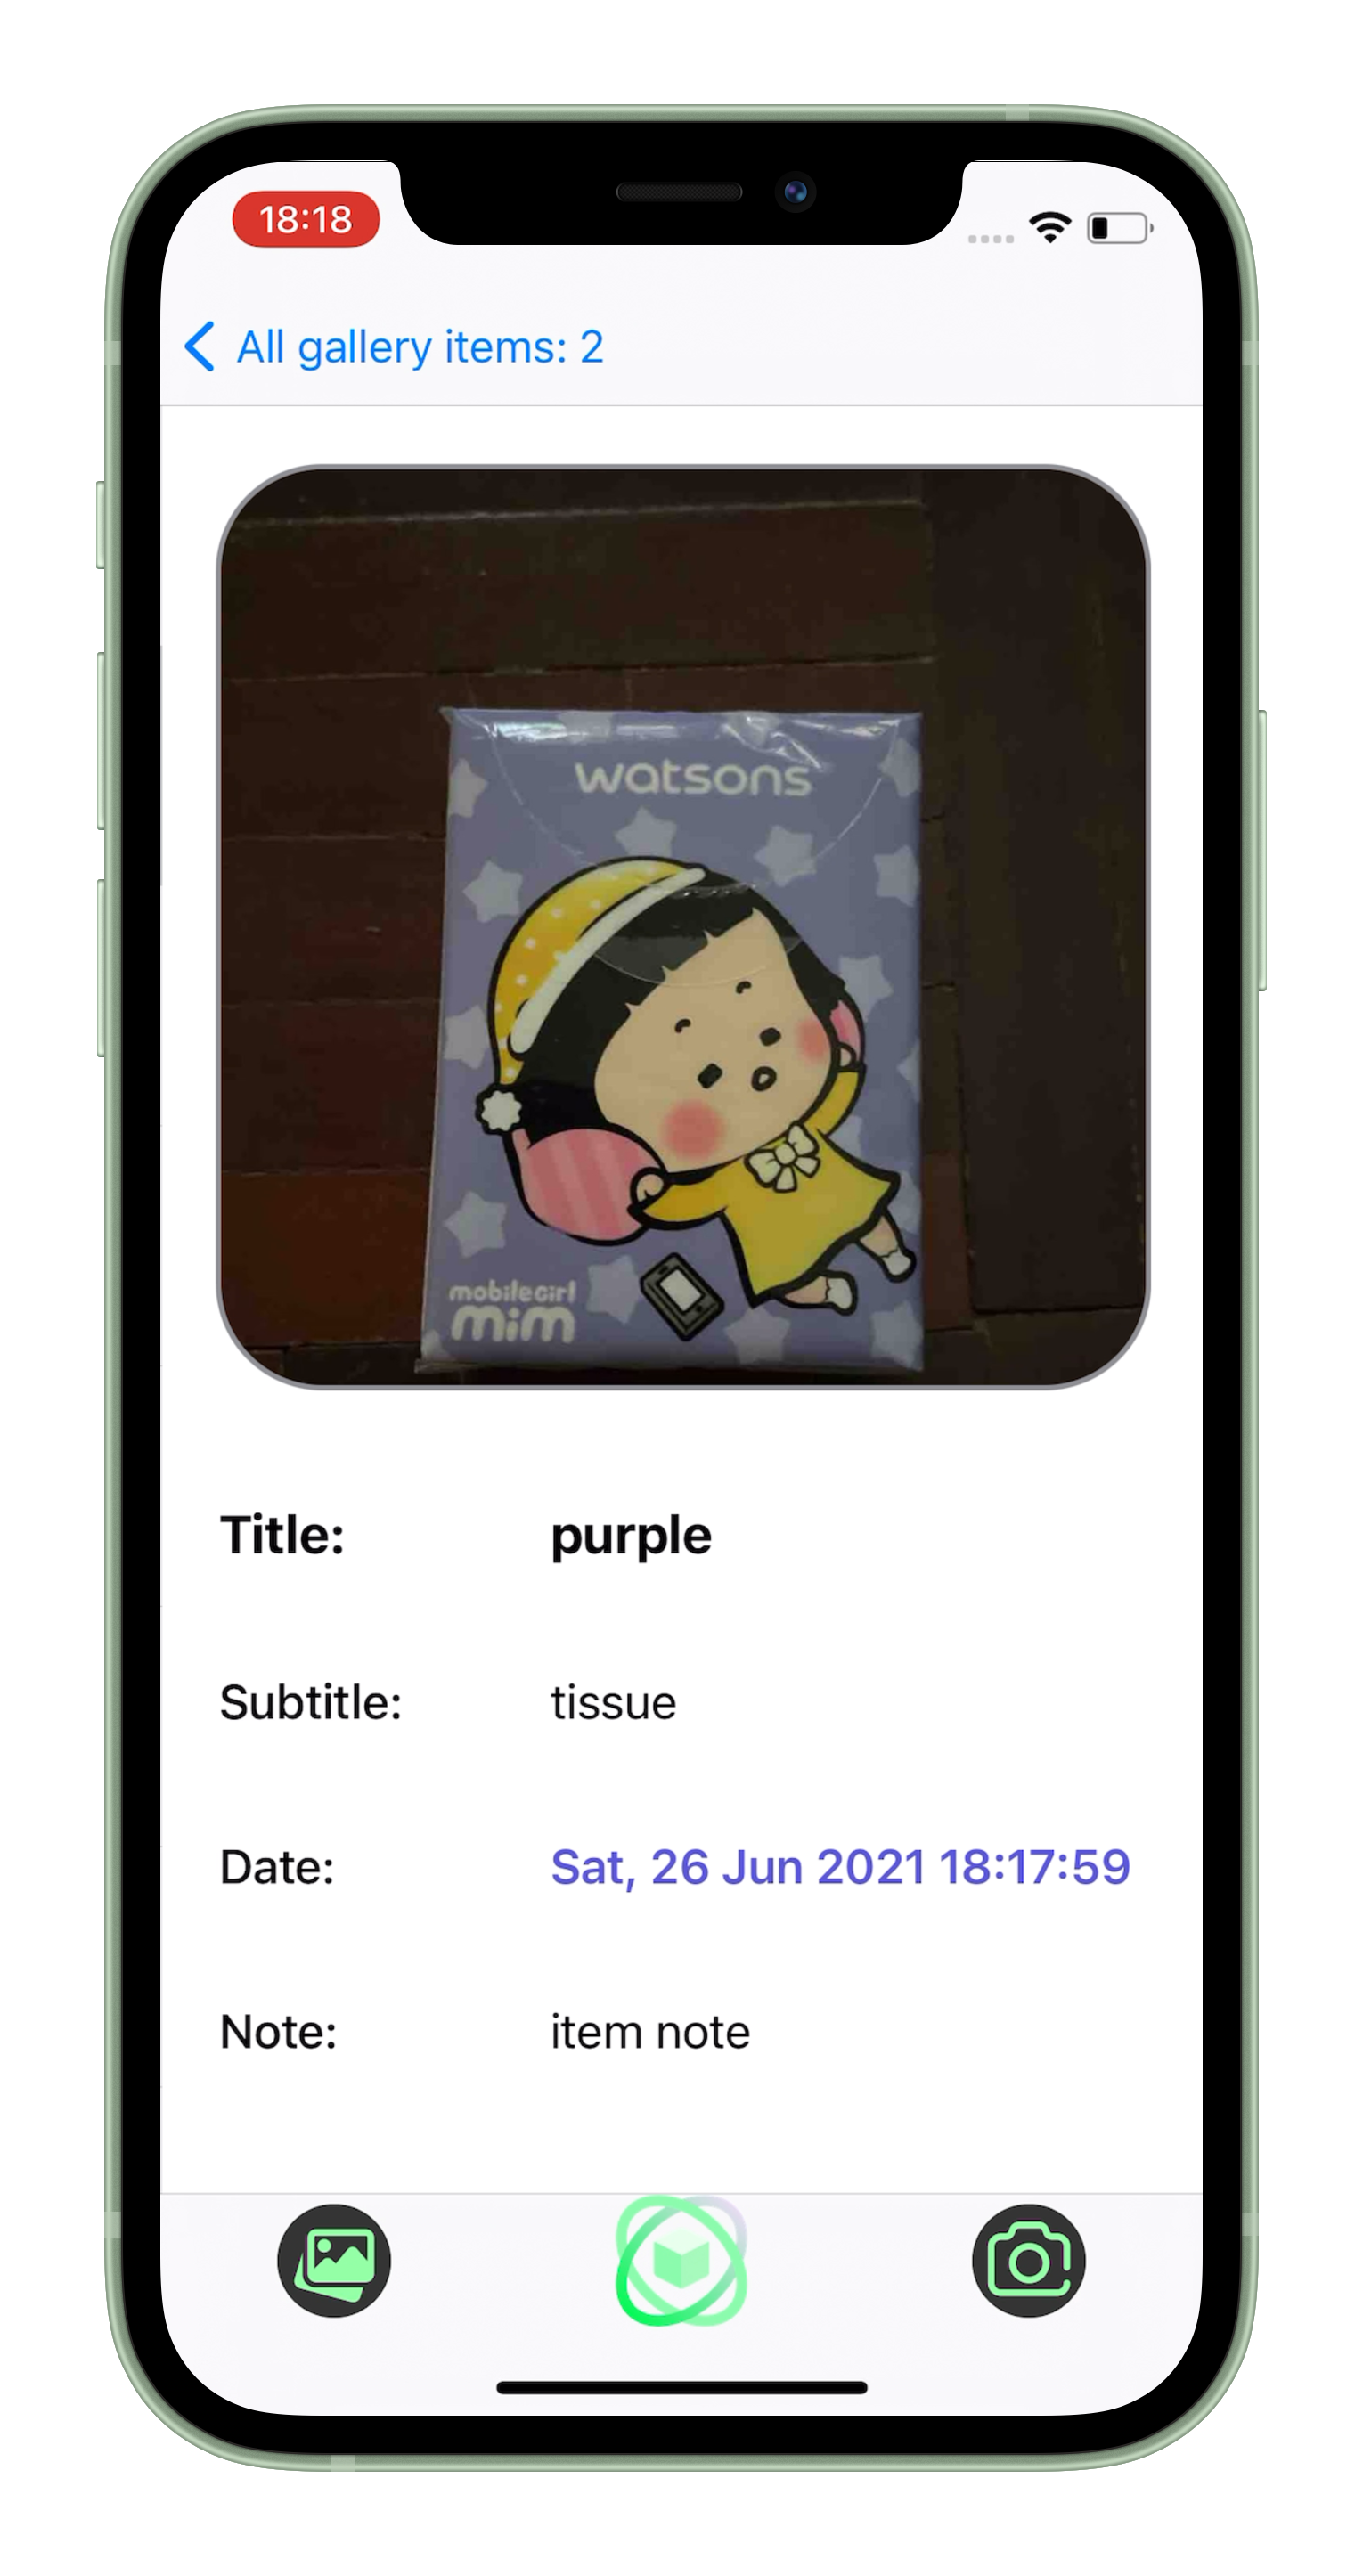 18:18
All gallery items: 2
watsons
mobilegirl
mim
Title: purple
Subtitle: tissue
Date: Sat, 26 Jun 2021 18:17:59
Note: item note